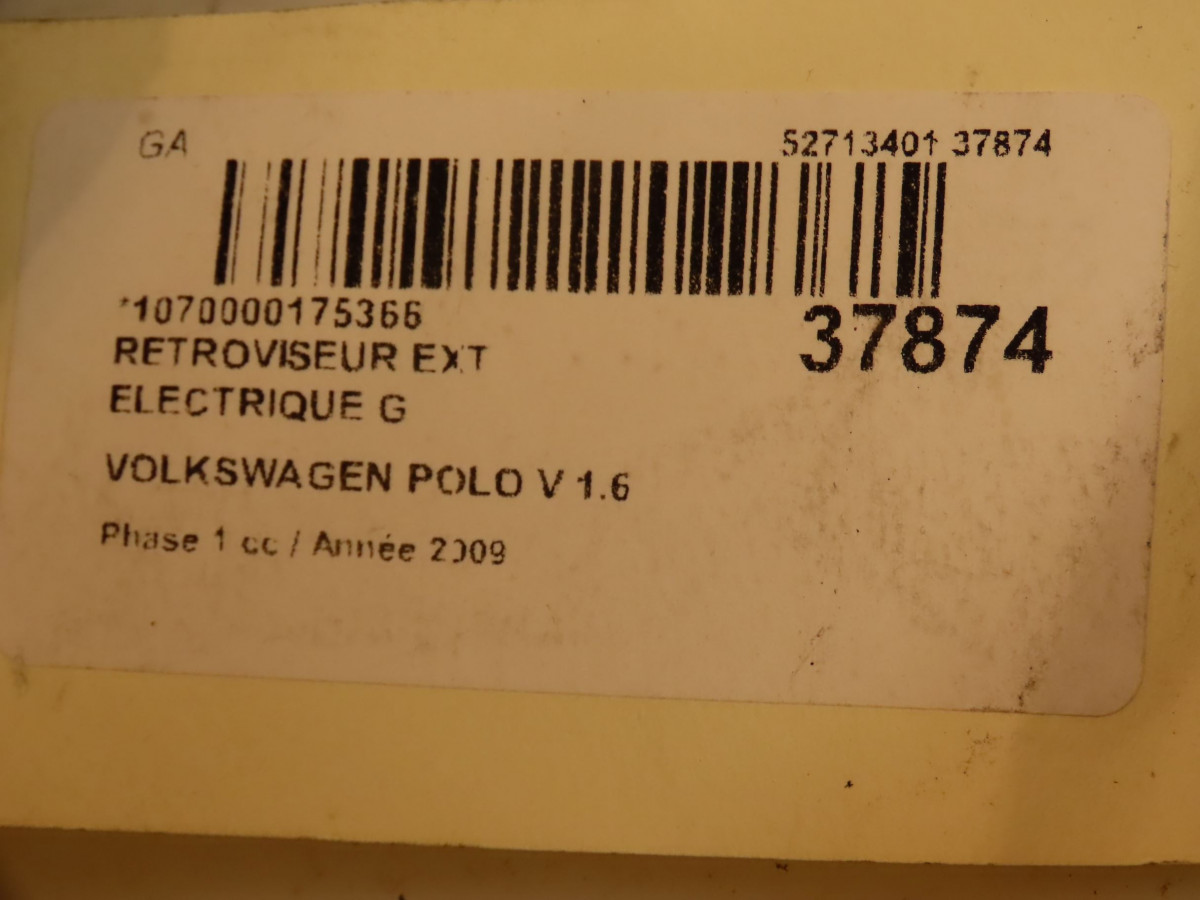 GA
52713401 37874
*1070000175366
37874
RETROVISEUR EXT
ELECTRIQUE G
VOLKSWAGEN POLO V 1.6
Phase 1 cc / Année 2009